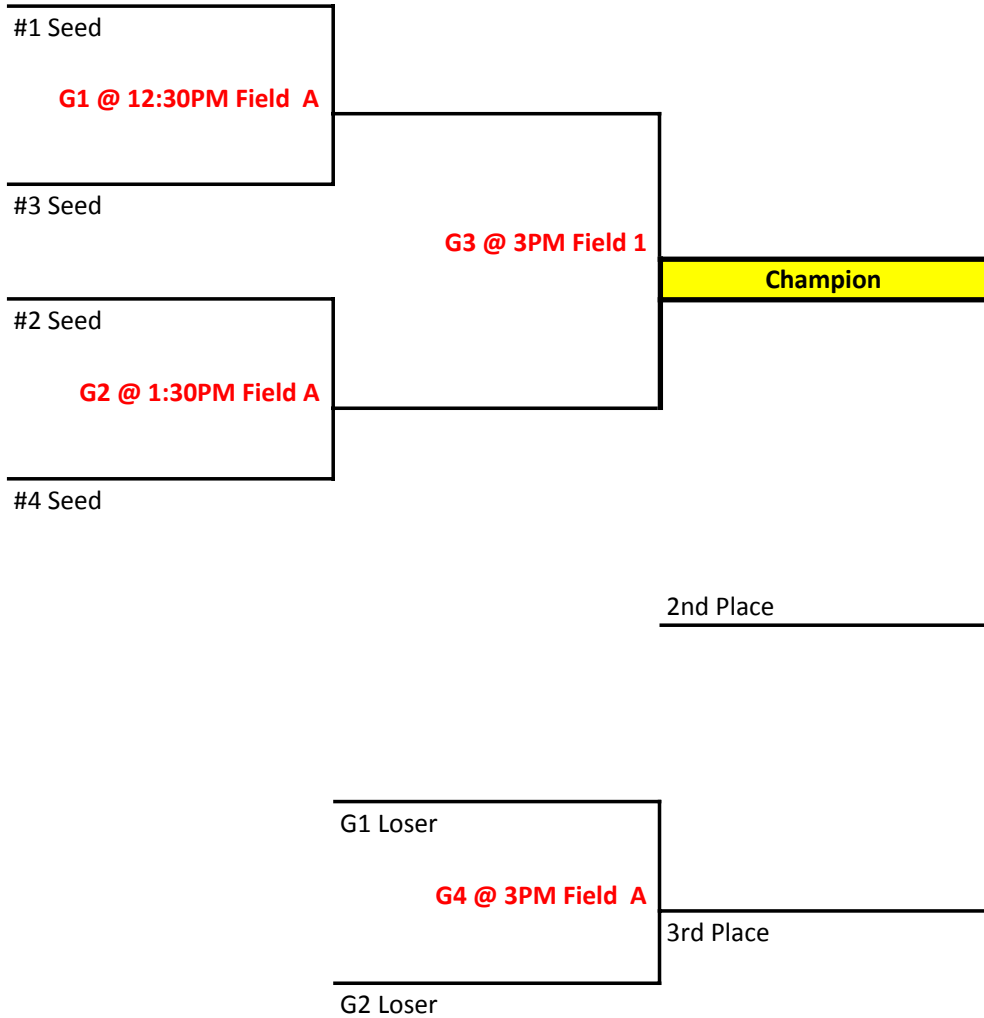 #1 Seed
G1 @ 12:30PM Field  A
#3 Seed
G3 @ 3PM Field 1
Champion
#2 Seed
G2 @ 1:30PM Field A
#4 Seed
2nd Place
G1 Loser
G4 @ 3PM Field  A
3rd Place
G2 Loser